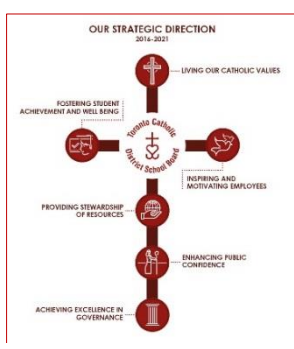 OUR STRATEGIC DIRECTION
2016-2021
LIVING OUR CATHOLIC VALUES
FOSTERING STUDENT
ACHIEVEMENT AND WELL BEING
Toronto Catholic
District School Board
INSPIRING AND
MOTIVATING EMPLOYEES
PROVIDING STEWARDSHIP
OF RESOURCES
ENHANCING PUBLIC
CONFIDENCE
ACHIEVING EXCELLENCE IN
GOVERNANCE